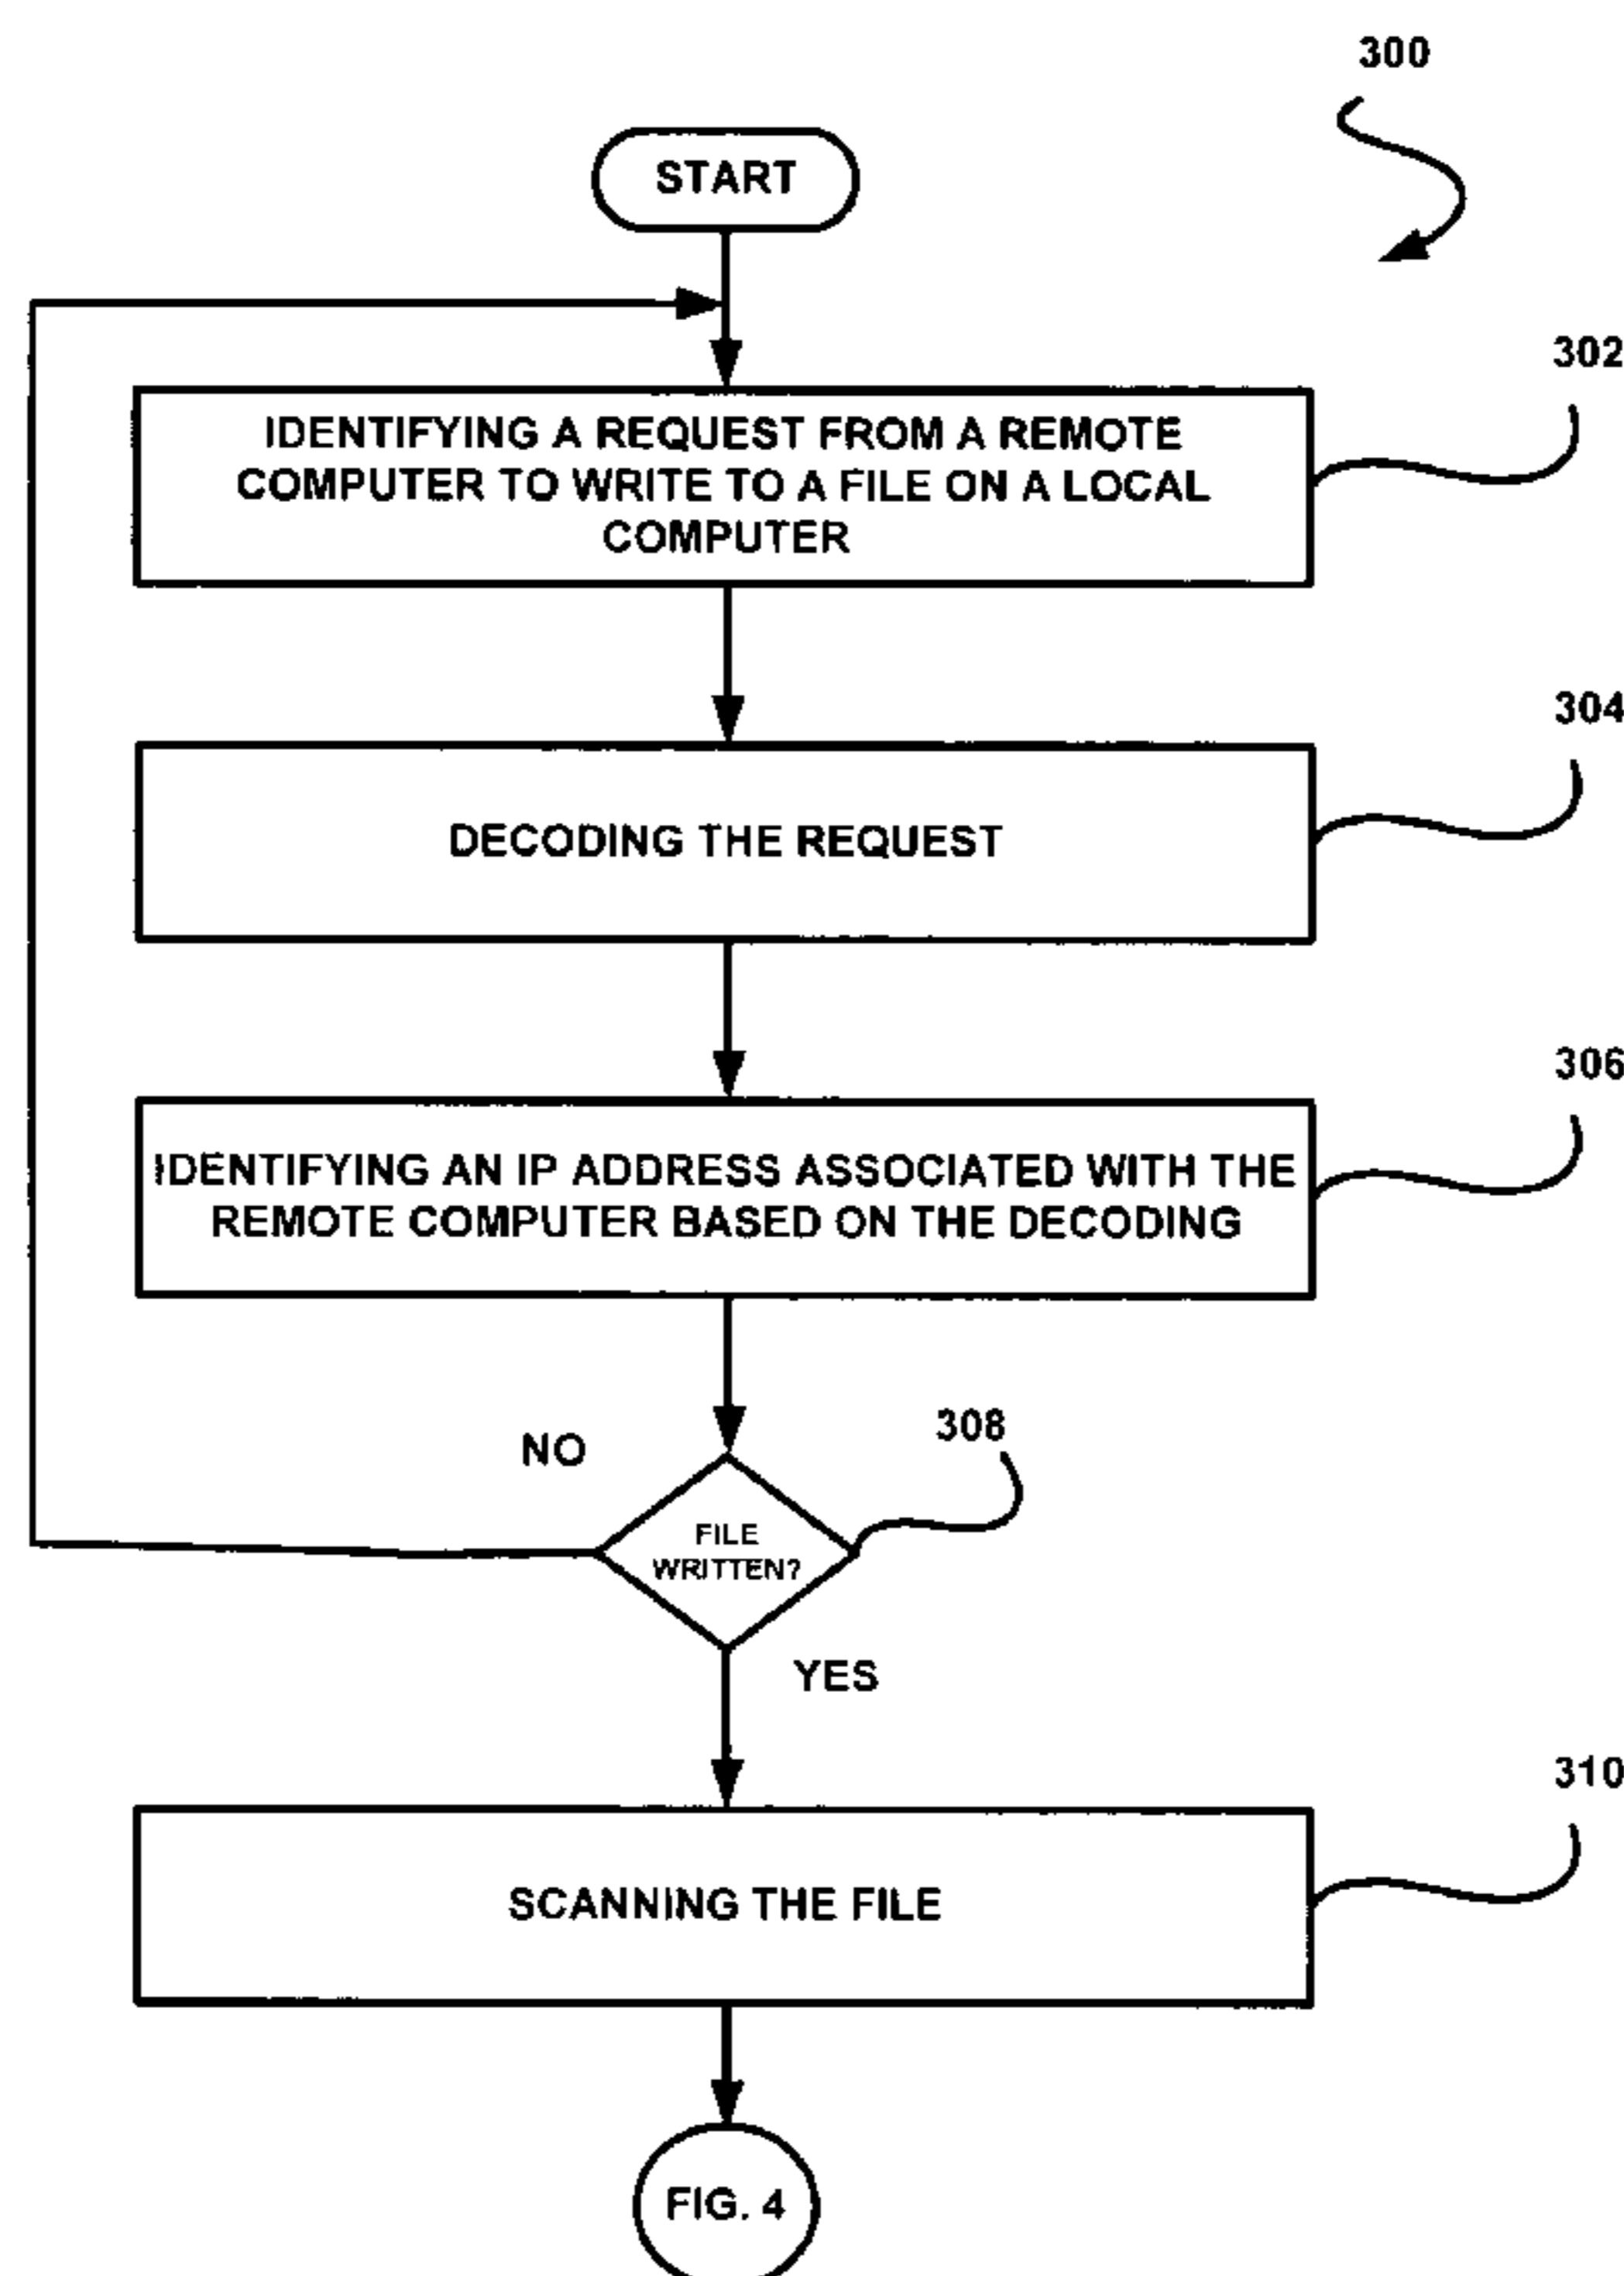 300
START
302
IDENTIFYING A REQUEST FROM A REMOTE
COMPUTER TO WRITE TO A FILE ON A LOCAL
COMPUTER
304
DECODING THE REQUEST
306
IDENTIFYING AN IP ADDRESS ASSOCIATED WITH THE
REMOTE COMPUTER BASED ON THE DECODING
308
NO
FILE
WRITTEN?
YES
310
SCANNING THE FILE
FIG. 4